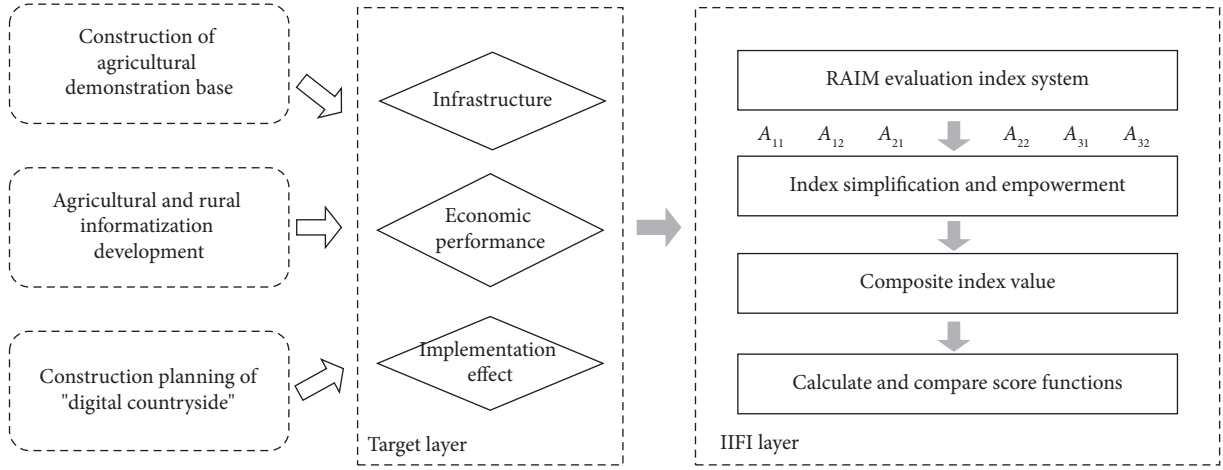 Construction of
agricultural
demonstration base
Agricultural and rural
informatization
development
Construction planning of
"digital countryside"
Infrastructure
Economic
performance
Implementation
effect
Target layer
RAIM evaluation index system
A11 A12 A21 A22 A31 A32
Index simplification and empowerment
Composite index value
Calculate and compare score functions
IIFI layer